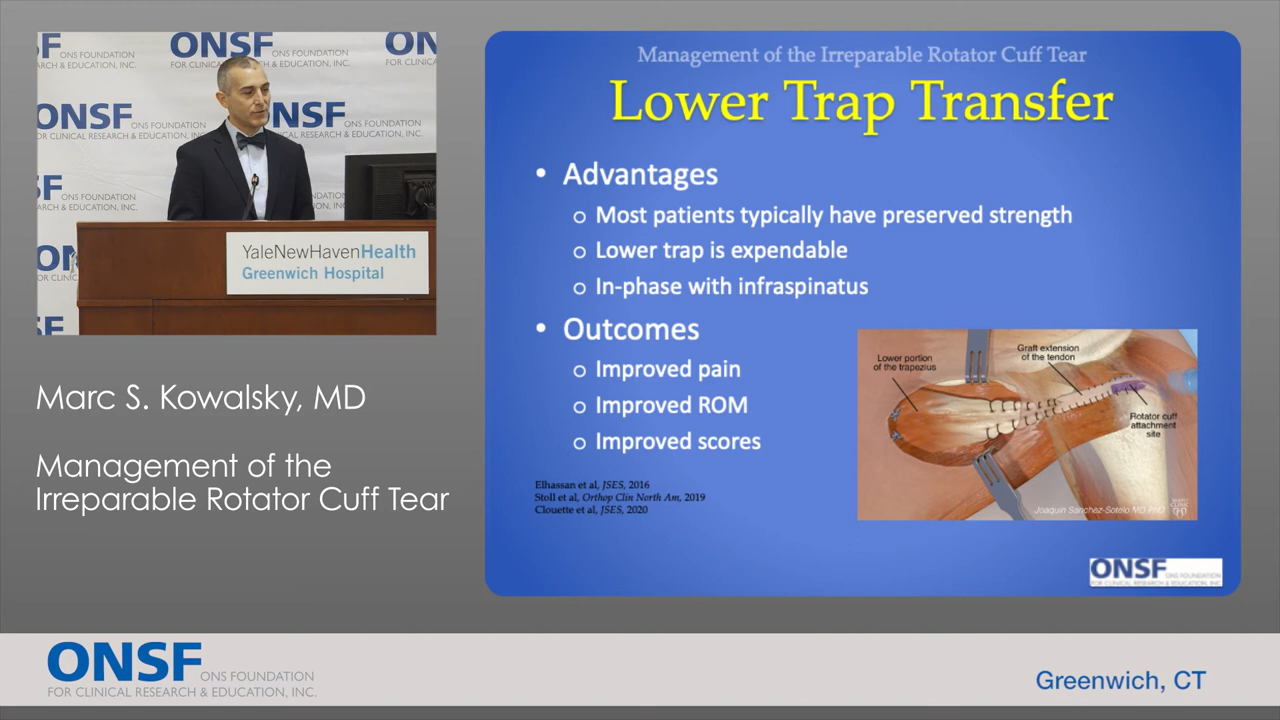 ONSF
ONS FOUNDATION
FOR CLINICAL RESEARCH & EDUCATION, INC.
YaleNewHavenHealth
Greenwich Hospital
Marc S. Kowalsky, MD
Management of the
Irreparable Rotator Cuff Tear
Management of the Irreparable Rotator Cuff Tear
Lower Trap Transfer
• Advantages
o Most patients typically have preserved strength
o Lower trap is expendable
o In-phase with infraspinatus
• Outcomes
o Improved pain
o Improved ROM
o Improved scores
Elhassan et al, JSES, 2016
Stoll et al, Orthop Clin North Am, 2019
Clouette et al, JSES, 2020
Lower portion
of the trapezius
Graft extension
of the tendon
Rotator cuff
attachment
site
Joaquin Sanchez-Sotelo MD PhD
ONSF
ONS FOUNDATION
FOR CLINICAL RESEARCH & EDUCATION, INC.
ONSF
ONS FOUNDATION
FOR CLINICAL RESEARCH & EDUCATION, INC.
Greenwich, CT